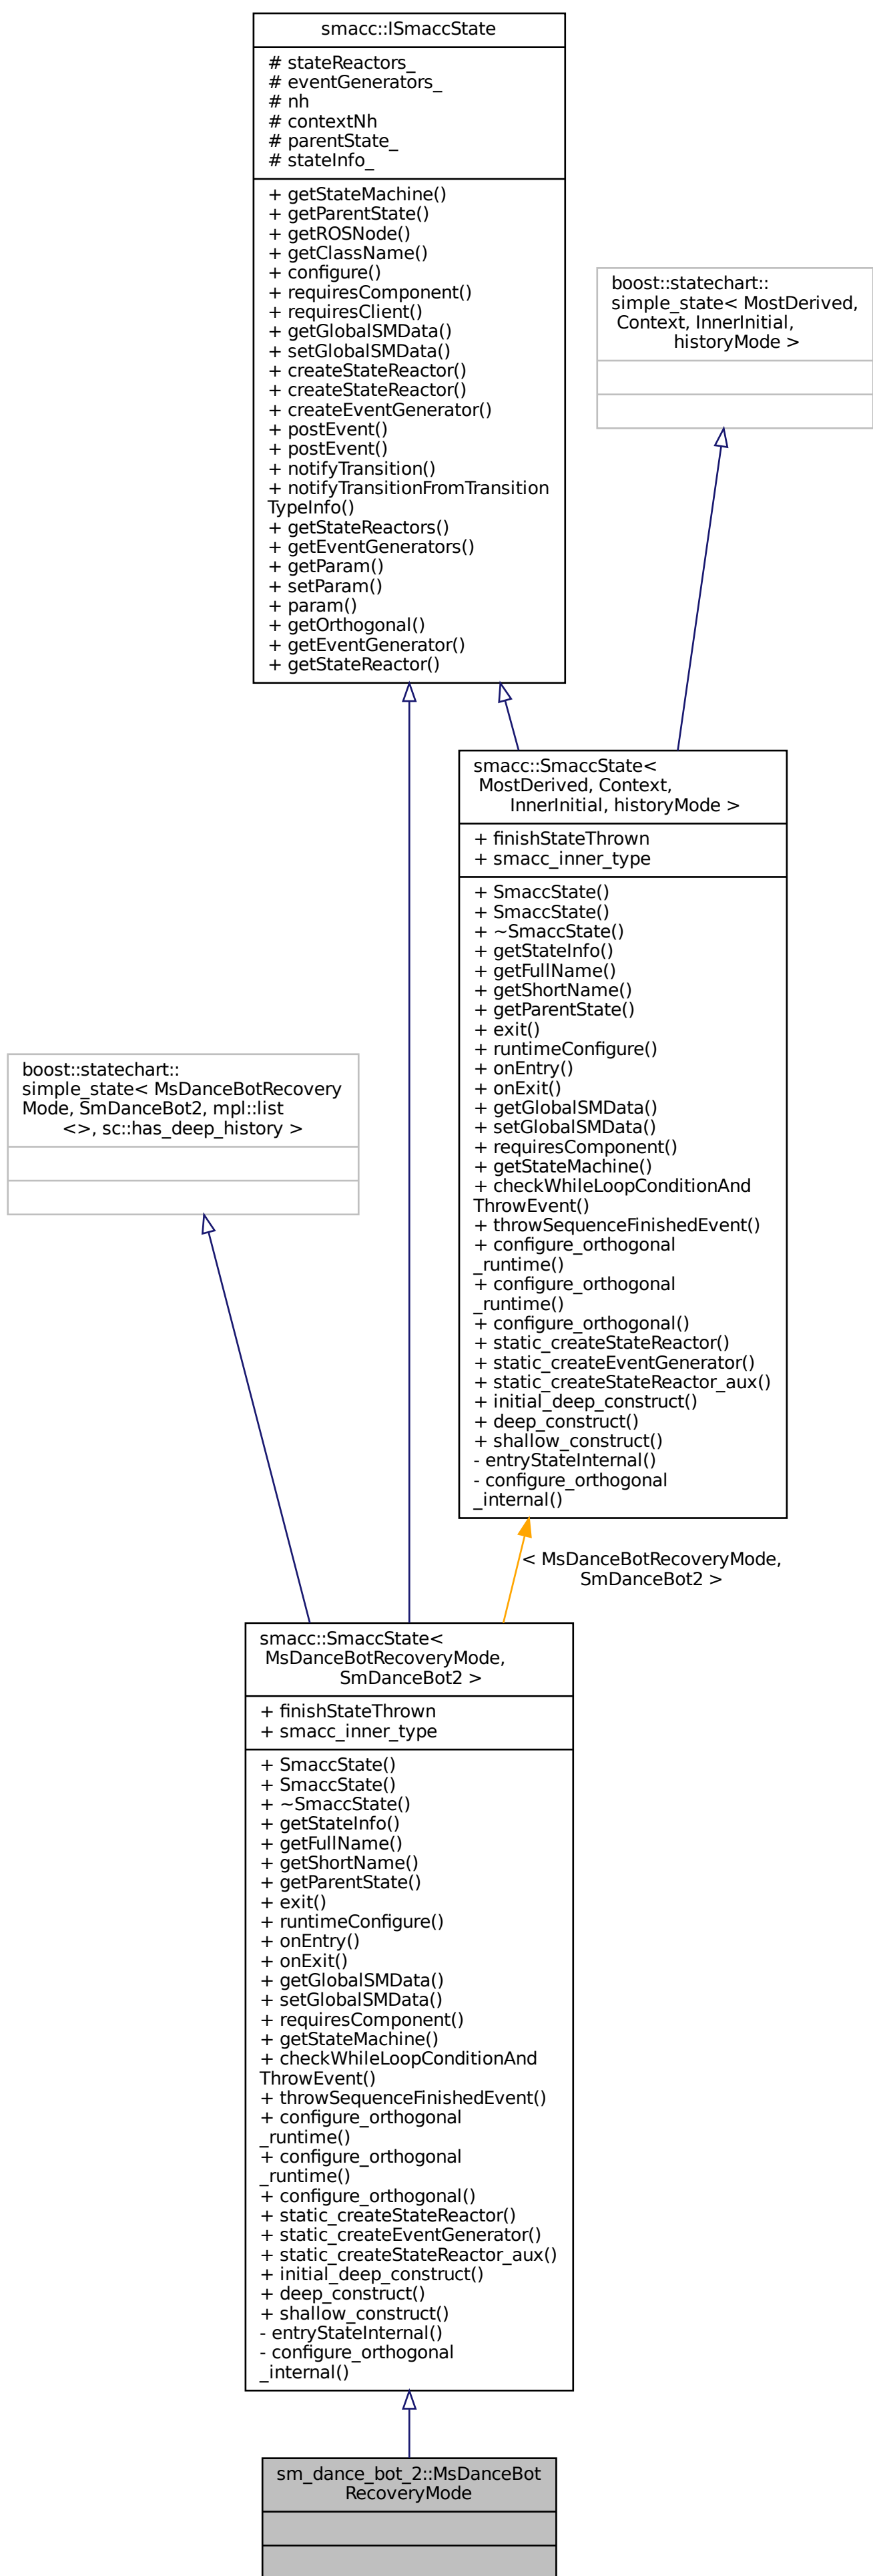 smacc::ISmaccState
# stateReactors_
# eventGenerators_
# nh
# contextNh
# parentState_
# stateInfo_
+ getStateMachine()
+ getParentState()
+ getROSNode()
+ getClassName()
+ configure()
+ requiresComponent()
+ requiresClient()
+ getGlobalSMData()
+ setGlobalSMData()
+ createStateReactor()
+ createStateReactor()
+ createEventGenerator()
+ postEvent()
+ postEvent()
+ notifyTransition()
+ notifyTransitionFromTransition
TypeInfo()
+ getStateReactors()
+ getEventGenerators()
+ getParam()
+ setParam()
+ param()
+ getOrthogonal()
+ getEventGenerator()
+ getStateReactor()
boost::statechart::
simple_state< MostDerived,
Context, InnerInitial,
historyMode >
smacc::SmaccState<
MostDerived, Context,
InnerInitial, historyMode >
+ finishStateThrown
+ smacc_inner_type
+ SmaccState()
+ SmaccState()
+ ~SmaccState()
+ getStateInfo()
+ getFullName()
+ getShortName()
+ getParentState()
+ exit()
+ runtimeConfigure()
+ onEntry()
+ onExit()
+ getGlobalSMData()
+ setGlobalSMData()
+ requiresComponent()
+ getStateMachine()
+ checkWhileLoopConditionAnd
ThrowEvent()
+ throwSequenceFinishedEvent()
+ configure_orthogonal
_runtime()
+ configure_orthogonal
_runtime()
+ configure_orthogonal()
+ static_createStateReactor()
+ static_createEventGenerator()
+ static_createStateReactor_aux()
+ initial_deep_construct()
+ deep_construct()
+ shallow_construct()
- entryStateInternal()
- configure_orthogonal
_internal()
boost::statechart::
simple_state< MsDanceBotRecovery
Mode, SmDanceBot2, mpl::list
<>, sc::has_deep_history >
< MsDanceBotRecoveryMode,
SmDanceBot2 >
smacc::SmaccState<
MsDanceBotRecoveryMode,
SmDanceBot2 >
+ finishStateThrown
+ smacc_inner_type
+ SmaccState()
+ SmaccState()
+ ~SmaccState()
+ getStateInfo()
+ getFullName()
+ getShortName()
+ getParentState()
+ exit()
+ runtimeConfigure()
+ onEntry()
+ onExit()
+ getGlobalSMData()
+ setGlobalSMData()
+ requiresComponent()
+ getStateMachine()
+ checkWhileLoopConditionAnd
ThrowEvent()
+ throwSequenceFinishedEvent()
+ configure_orthogonal
_runtime()
+ configure_orthogonal
_runtime()
+ configure_orthogonal()
+ static_createStateReactor()
+ static_createEventGenerator()
+ static_createStateReactor_aux()
+ initial_deep_construct()
+ deep_construct()
+ shallow_construct()
- entryStateInternal()
- configure_orthogonal
_internal()
sm_dance_bot_2::MsDanceBot
RecoveryMode